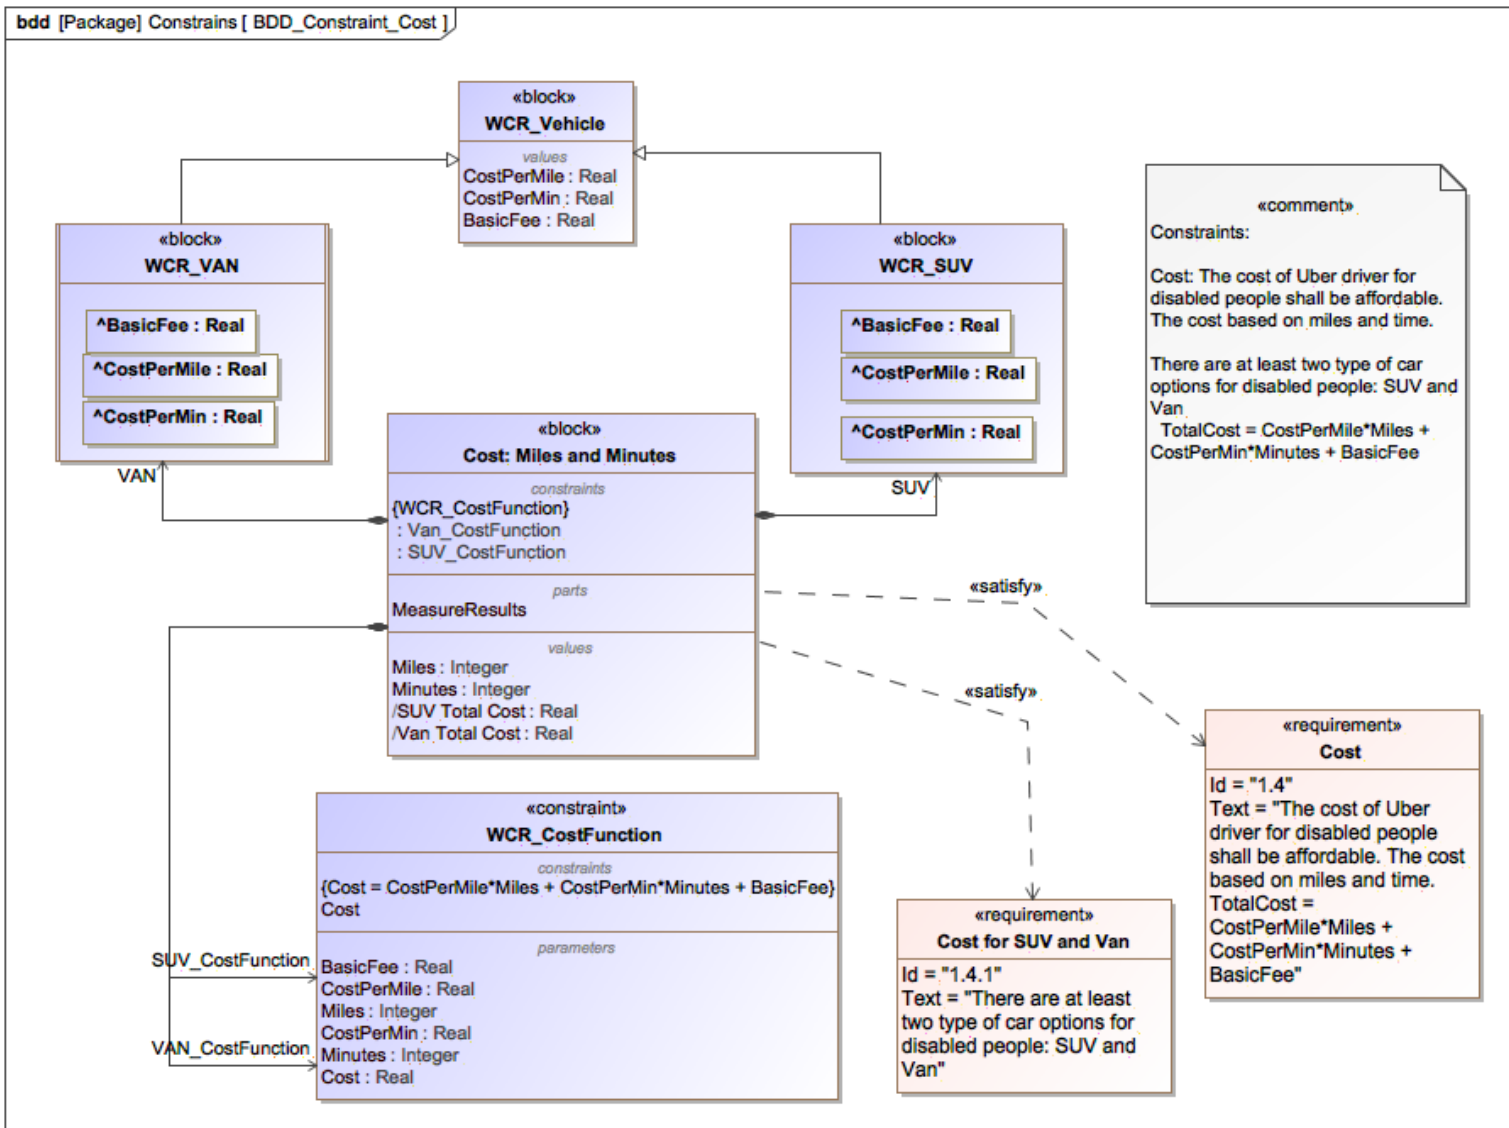 bdd [Package] Constrains [ BDD_Constraint_Cost ]
«block»
WCR_Vehicle
values
CostPerMile : Real
CostPerMin : Real
BasicFee : Real
«block»
WCR_VAN
^BasicFee : Real
^CostPerMile : Real
^CostPerMin : Real
VAN
«block»
WCR_SUV
^BasicFee : Real
^CostPerMile : Real
^CostPerMin : Real
SUV
«comment»
Constraints:
Cost: The cost of Uber driver for
disabled people shall be affordable.
The cost based on miles and time.
There are at least two type of car
options for disabled people: SUV and
Van
TotalCost = CostPerMile*Miles +
CostPerMin*Minutes + BasicFee
«block»
Cost: Miles and Minutes
constraints
{WCR_CostFunction}
: Van_CostFunction
: SUV_CostFunction
parts
MeasureResults
values
Miles : Integer
Minutes : Integer
/SUV Total Cost : Real
/Van Total Cost : Real
«satisfy»
«satisfy»
«constraint»
WCR_CostFunction
constraints
{Cost = CostPerMile*Miles + CostPerMin*Minutes + BasicFee}
Cost
parameters
BasicFee : Real
CostPerMile : Real
Miles : Integer
CostPerMin : Real
Minutes : Integer
Cost : Real
SUV_CostFunction
VAN_CostFunction
«requirement»
Cost for SUV and Van
Id = "1.4.1"
Text = "There are at least
two type of car options for
disabled people: SUV and
Van"
«requirement»
Cost
Id = "1.4"
Text = "The cost of Uber
driver for disabled people
shall be affordable. The cost
based on miles and time.
TotalCost =
CostPerMile*Miles +
CostPerMin*Minutes +
BasicFee"